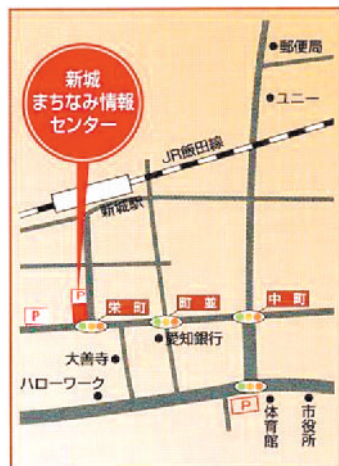 新城
まちなみ情報
センター
郵便局
ユニー
JR飯田線
新城駅
P
P
栄町
町並
中町
愛知銀行
大善寺
ハローワーク
P
体育館
市役所